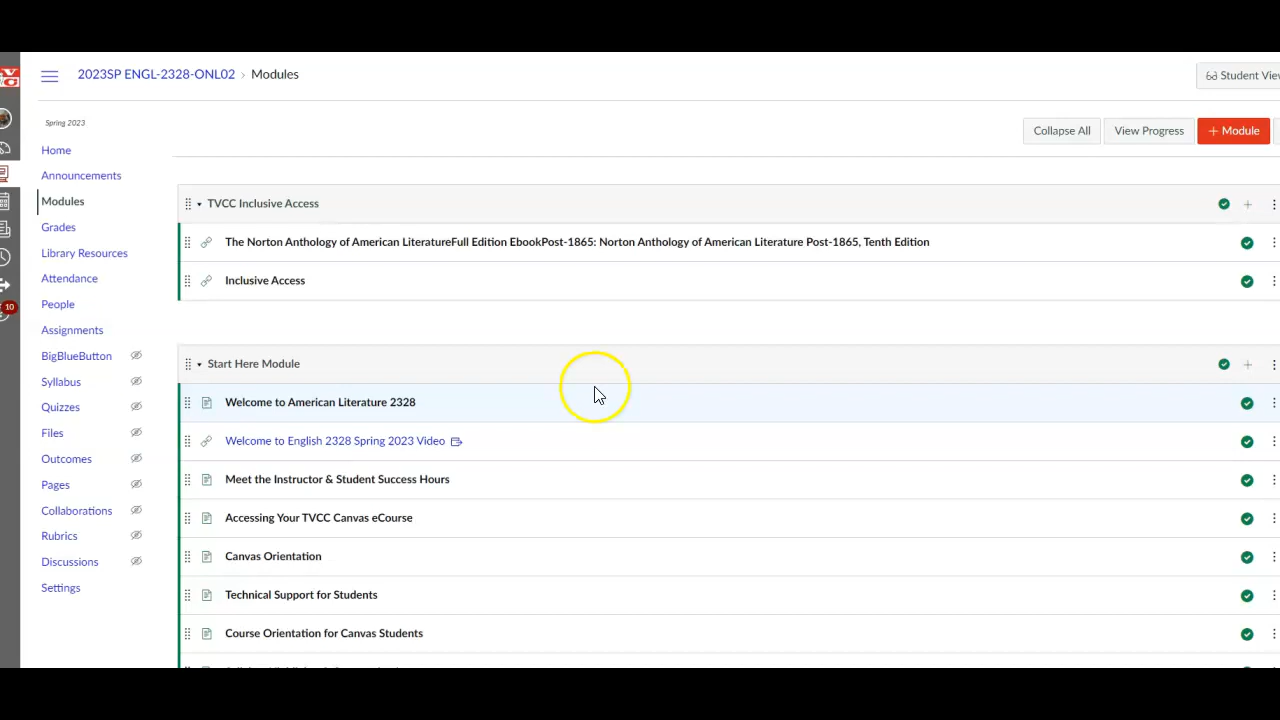 2023SP ENGL-2328-ONL02 › Modules
Student View
Spring 2023
Collapse All
View Progress
+ Module
Home
Announcements
Modules
Grades
Library Resources
Attendance
People
Assignments
BigBlueButton
Syllabus
Quizzes
Files
Outcomes
Pages
Collaborations
Rubrics
Discussions
Settings
10
TVCC Inclusive Access
The Norton Anthology of American LiteratureFull Edition EbookPost-1865: Norton Anthology of American Literature Post-1865, Tenth Edition
Inclusive Access
Start Here Module
Welcome to American Literature 2328
Welcome to English 2328 Spring 2023 Video
Meet the Instructor & Student Success Hours
Accessing Your TVCC Canvas eCourse
Canvas Orientation
Technical Support for Students
Course Orientation for Canvas Students